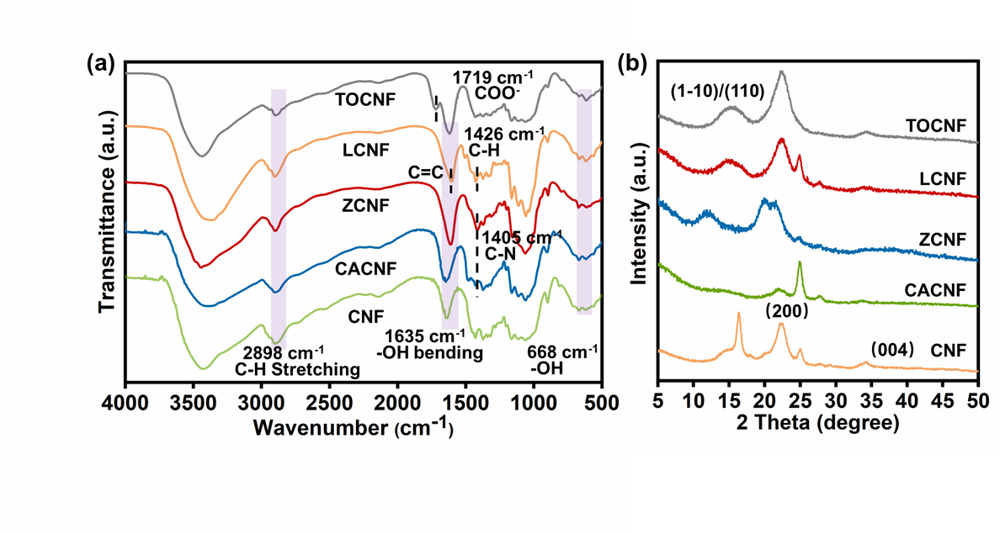 (a)
Transmittance (a.u.)
TOCNF
1719 cm-1
COO-
LCNF
1426 cm-1
C-H
C=C
ZCNF
1405 cm-1
C-N
CACNF
CNF
1635 cm-1
-OH bending
2898 cm-1
C-H Stretching
668 cm-1
-OH
4000 3500 3000 2500 2000 1500 1000 500
Wavenumber (cm-1)
(b)
Intensity (a.u.)
(1-10)/(110)
TOCNF
LCNF
ZCNF
CACNF
(200)
(004)
CNF
5 10 15 20 25 30 35 40 45 50
2 Theta (degree)